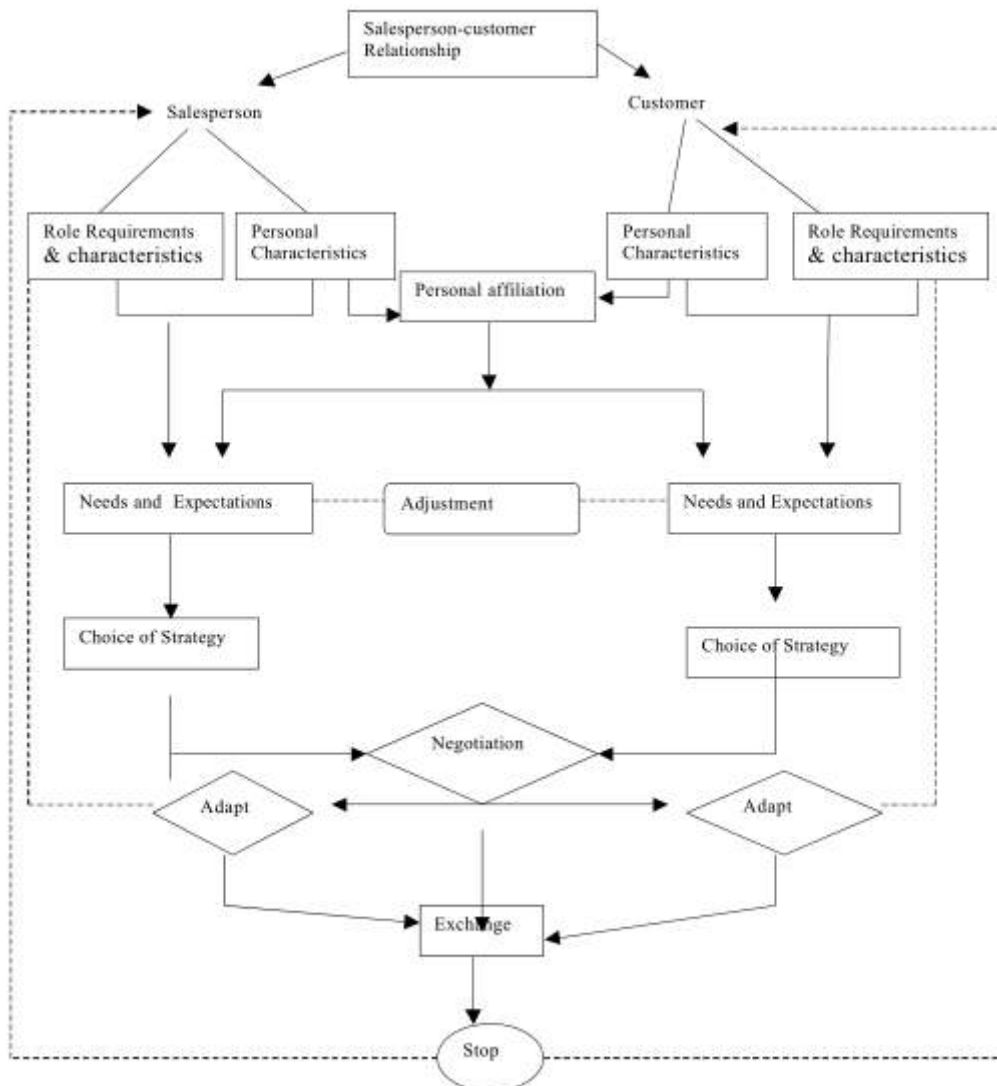 Salesperson-customer
Relationship
Salesperson
Customer
Role Requirements
& characteristics
Personal
Characteristics
Personal
Characteristics
Role Requirements
& characteristics
Personal affiliation
Needs and Expectations
Adjustment
Needs and Expectations
Choice of Strategy
Choice of Strategy
Negotiation
Adapt
Adapt
Exchange
Stop